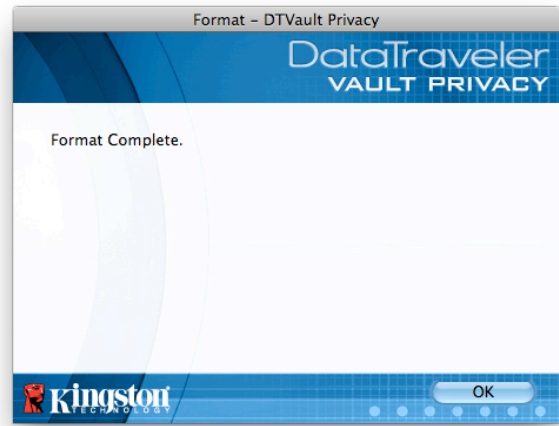 Format – DTVault Privacy
DataTraveler
VAULT PRIVACY
Format Complete.
Kingston
TECHNOLOGY
OK